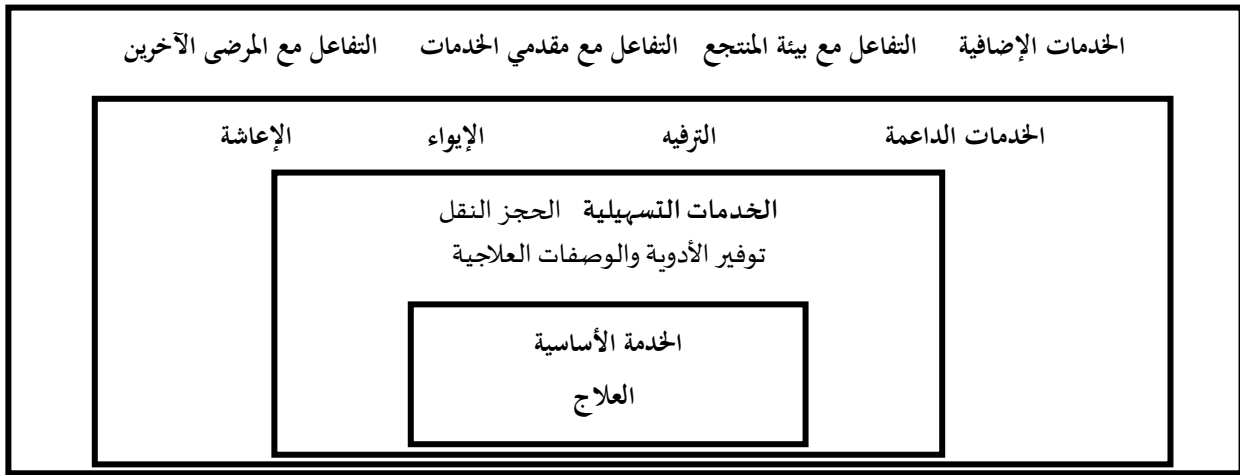 الخدمات الإضافية التفاعل مع بيئة المنتجع التفاعل مع مقدمي الخدمات التفاعل مع المرضى الآخرين
الخدمات الداعمة الترفيه الإيواء الإعاشة
الخدمات التسهيلية الحجز النقل
توفير الأدوية والوصفات العلاجية
الخدمة الأساسية
العلاج